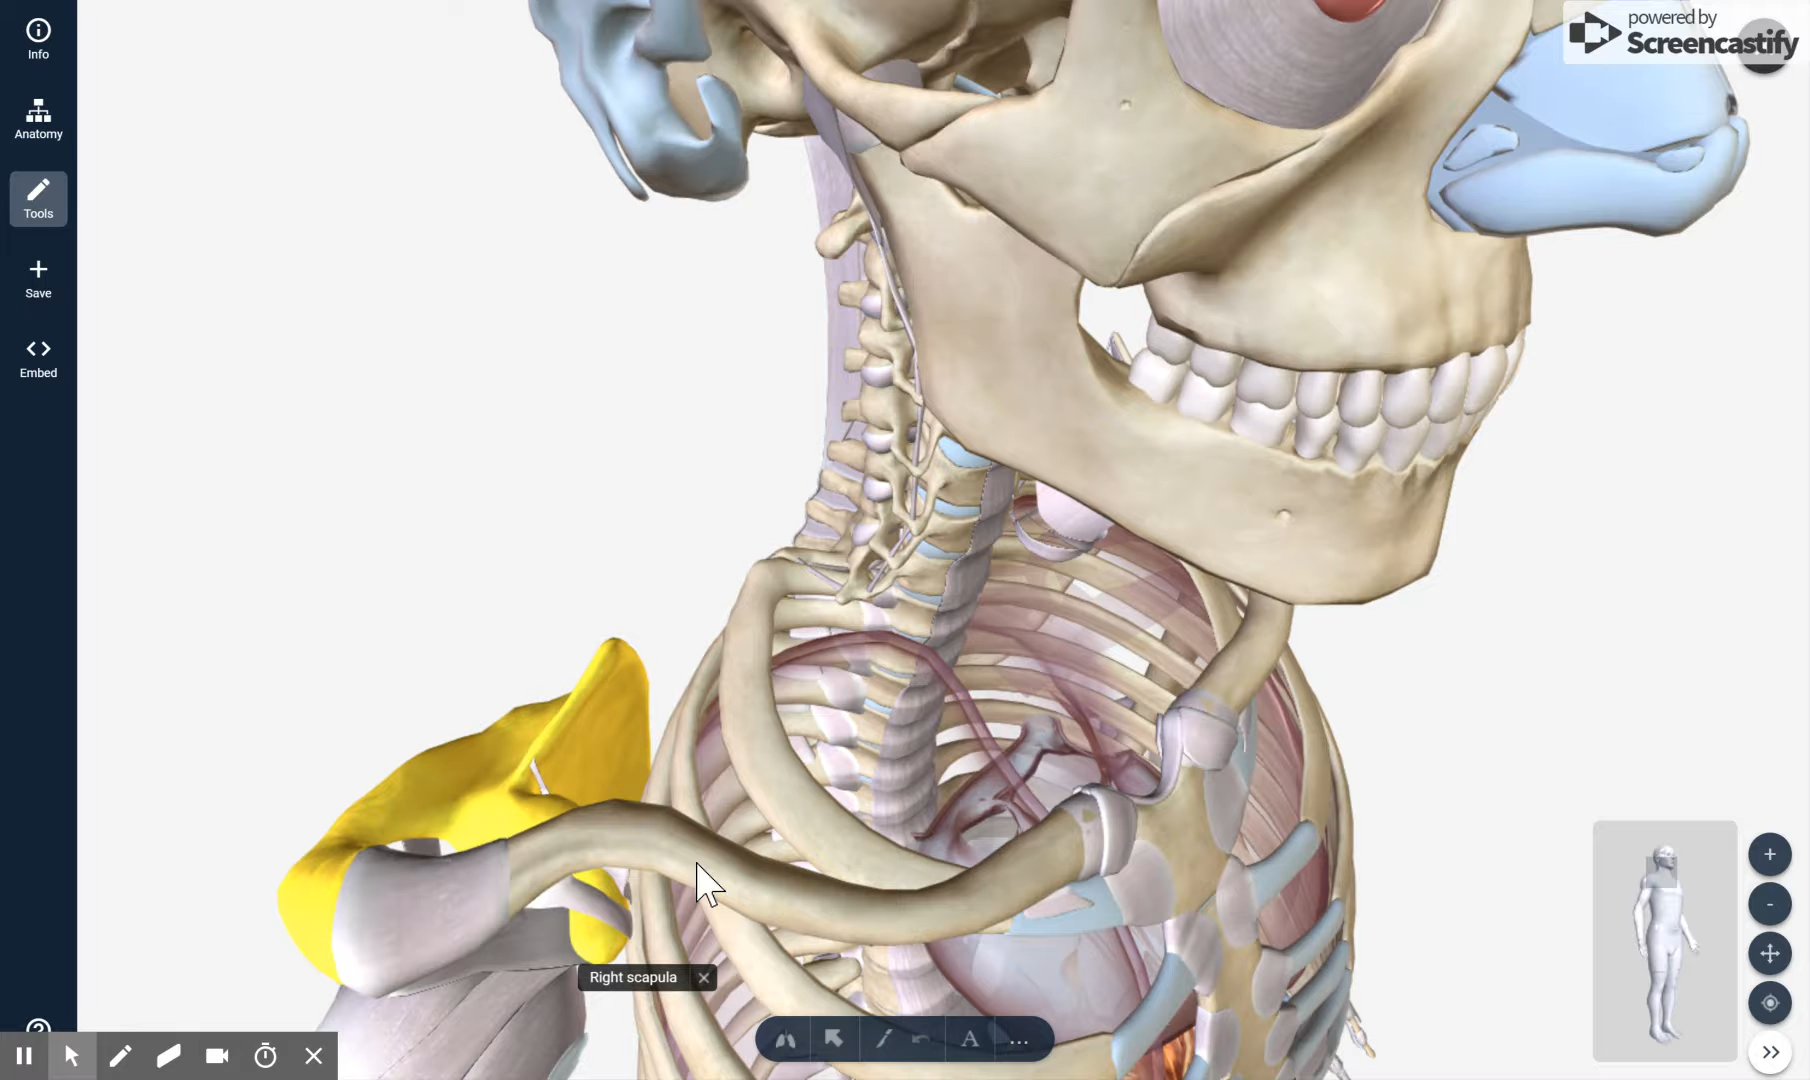 Info
Anatomy
Tools
Save
Embed
powered by
Screencastify
Right scapula
A
...
+
-